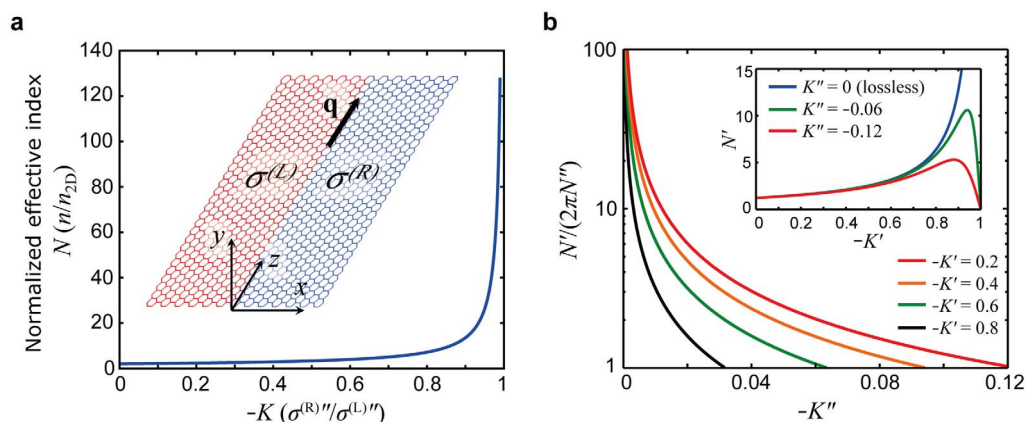 a
Normalized effective index
N (n/n2D)
140
120
100
80
60
40
20
0
q
σ(L)
σ(R)
y
z
x
0
0.2
0.4
0.6
0.8
1
-K (σ(R)″/σ(L)″)
b
N′/(2πN″)
100
10
1
15
10
5
0
N′
K″ = 0 (lossless)
K″ = -0.06
K″ = -0.12
0
0.2
0.4
0.6
0.8
1
-K′
-K′ = 0.2
-K′ = 0.4
-K′ = 0.6
-K′ = 0.8
0
0.04
0.08
0.12
-K″